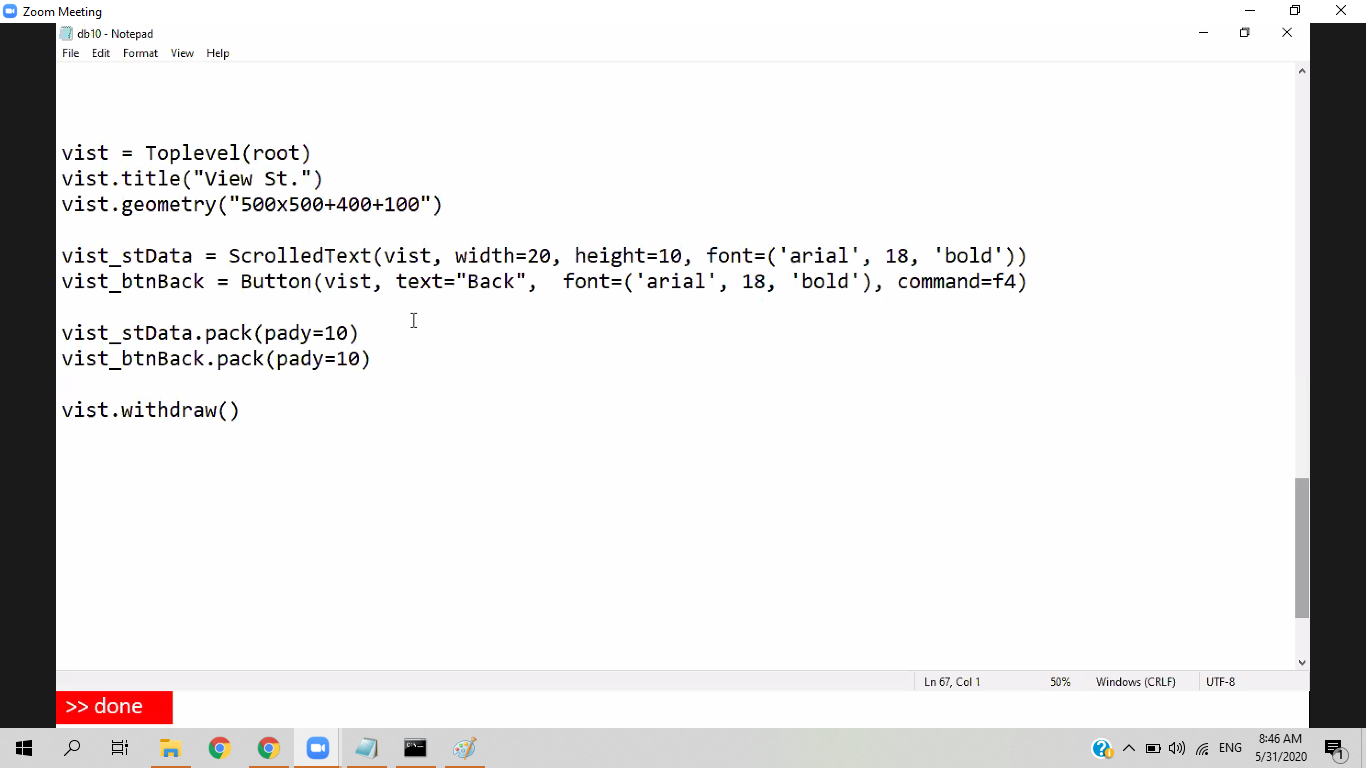 Zoom Meeting
db10 - Notepad
File Edit Format View Help
vist = Toplevel(root)
vist.title("View St.")
vist.geometry("500x500+400+100")
vist_stData = ScrolledText(vist, width=20, height=10, font=('arial', 18, 'bold'))
vist_btnBack = Button(vist, text="Back",  font=('arial', 18, 'bold'), command=f4)
vist_stData.pack(pady=10)
vist_btnBack.pack(pady=10)
vist.withdraw()
Ln 67, Col 1 50% Windows (CRLF) UTF-8
>> done
ENG
8:46 AM
5/31/2020
1